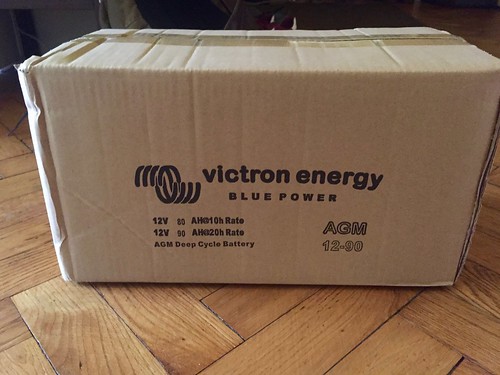 victron energy
BLUE POWER
12V 80 AH@10h Rate
12V 90 AH@20h Rate
AGM Deep Cycle Battery
AGM
12-90